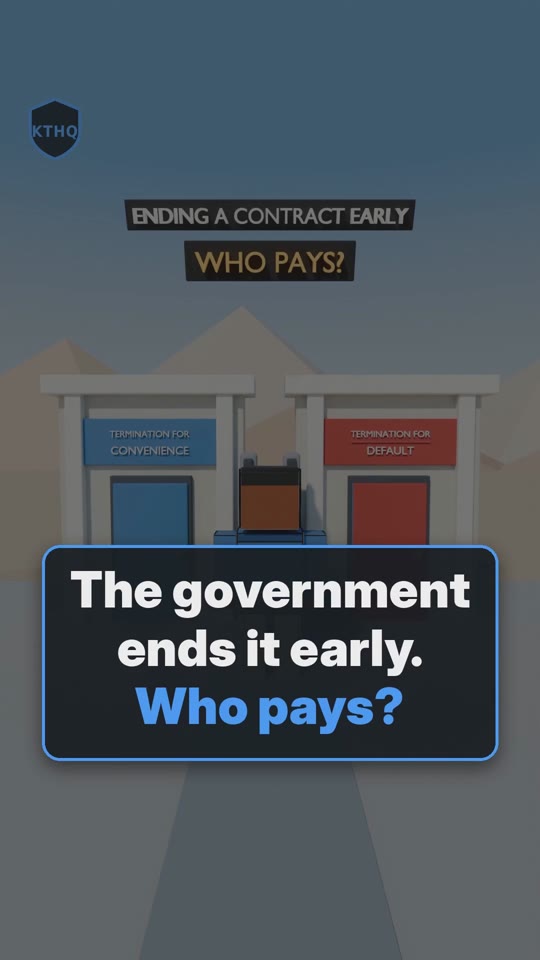 KTHQ
ENDING A CONTRACT EARLY
WHO PAYS?
TERMINATION FOR
CONVENIENCE
TERMINATION FOR
DEFAULT
The government
ends it early.
Who pays?